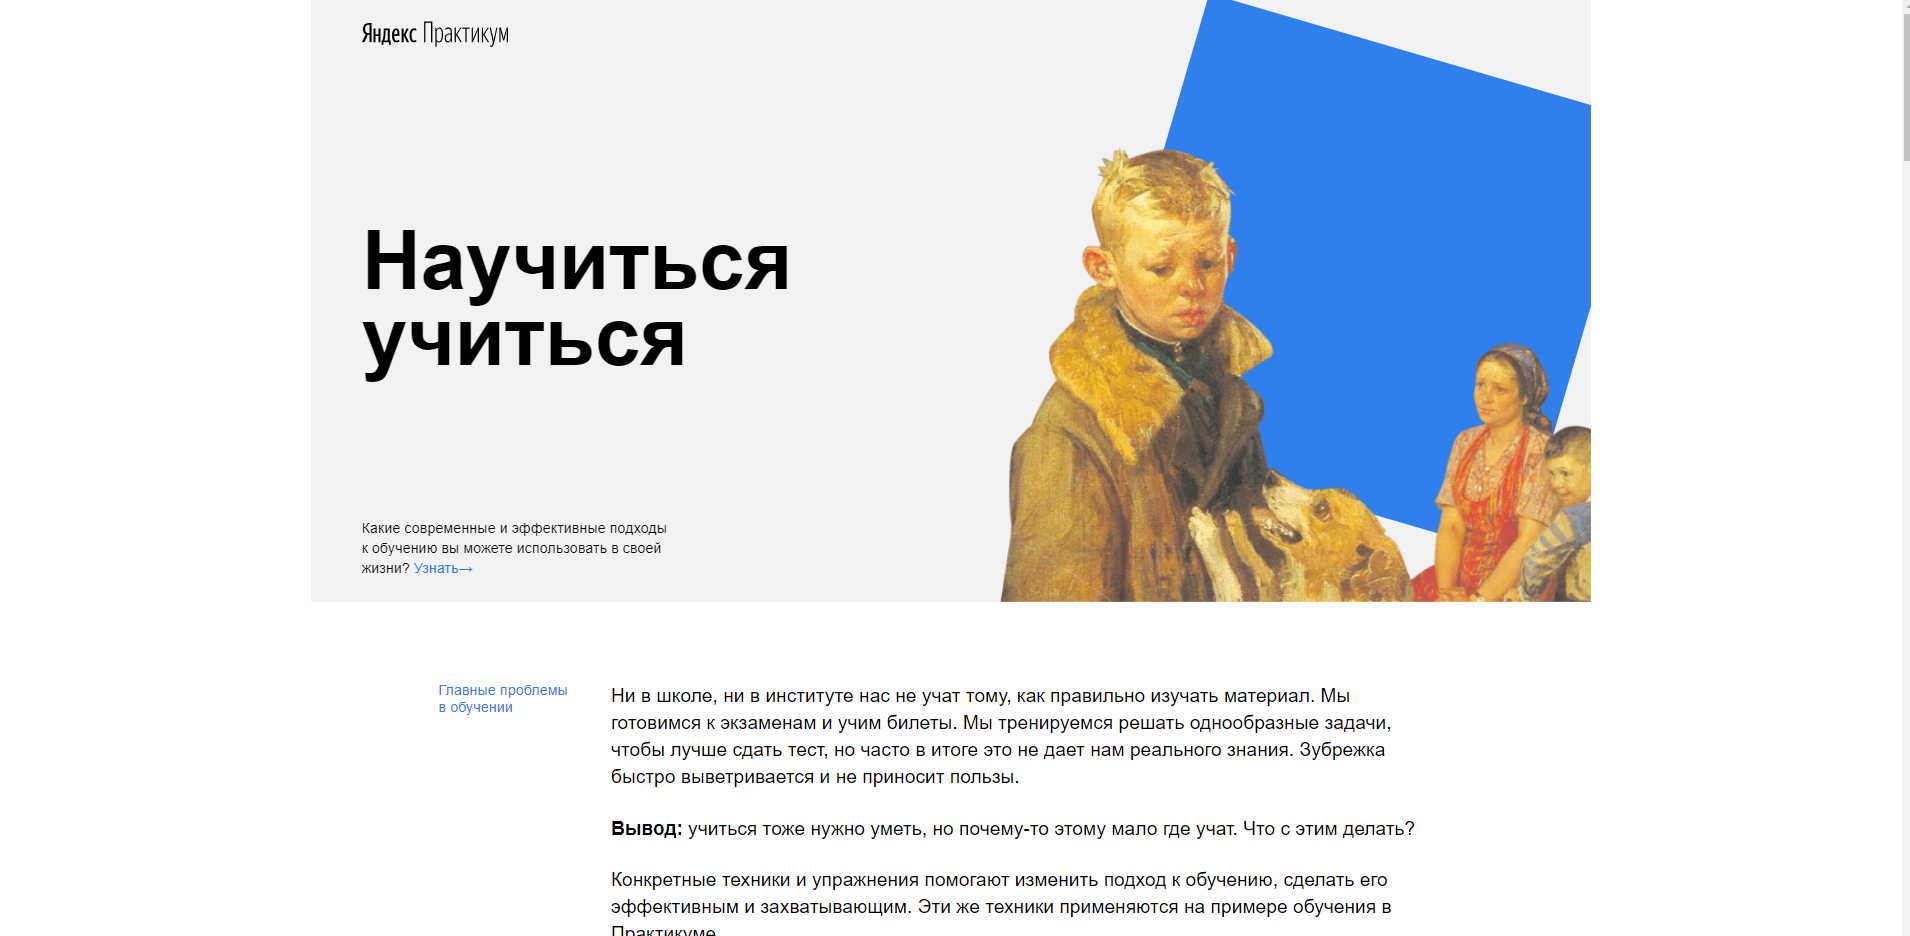 Яндекс Практикум
Научиться
учиться
Какие современные и эффективные подходы
к обучению вы можете использовать в своей
жизни? Узнать→
Главные проблемы
в обучении
Ни в школе, ни в институте нас не учат тому, как правильно изучать материал. Мы
готовимся к экзаменам и учим билеты. Мы тренируемся решать однообразные задачи,
чтобы лучше сдать тест, но часто в итоге это не дает нам реального знания. Зубрежка
быстро выветривается и не приносит пользы.
Вывод: учиться тоже нужно уметь, но почему-то этому мало где учат. Что с этим делать?
Конкретные техники и упражнения помогают изменить подход к обучению, сделать его
эффективным и захватывающим. Эти же техники применяются на примере обучения в
Практикуме.